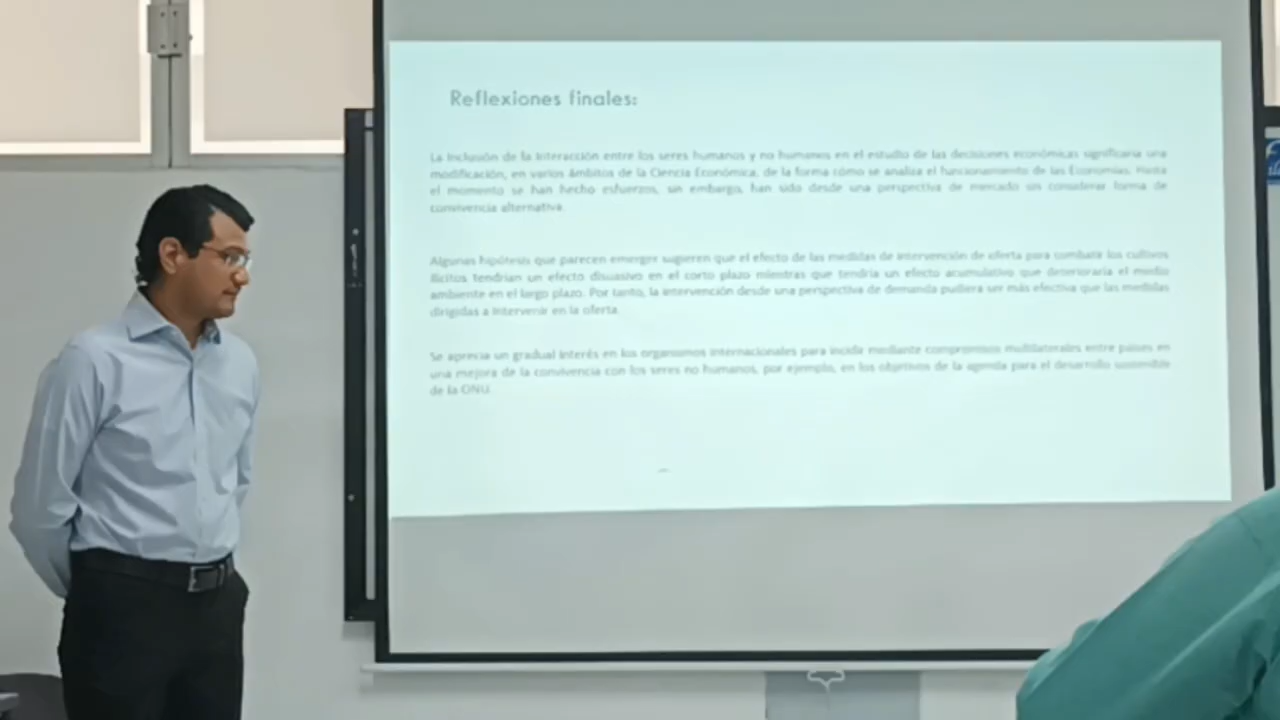 Reflexiones finales:
La Inclusión de la Interacción entre los seres humanos y no humanos en el estudio de las decisiones económicas significaría una
modificación, en varios ámbitos de la Ciencia Económica, de la forma cómo se analiza el funcionamiento de las Economías. Hasta
el momento se han hecho esfuerzos, sin embargo, han sido desde una perspectiva de mercado sin considerar forma de
convivencia alternativa.
Algunas hipótesis que parecen emerger sugieren que el efecto de las medidas de intervención de oferta para combatir los cultivos
ilícitos tendrían un efecto disuasivo en el corto plazo mientras que tendría un efecto acumulativo que deterioraría el medio
ambiente en el largo plazo. Por tanto, la intervención desde una perspectiva de demanda pudiera ser más efectiva que las medidas
dirigidas a intervenir en la oferta.
Se aprecia un gradual interés en los organismos internacionales para incidir mediante compromisos multilaterales entre países en
una mejora de la convivencia con los seres no humanos, por ejemplo, en los objetivos de la agenda para el desarrollo sostenible
de la ONU.